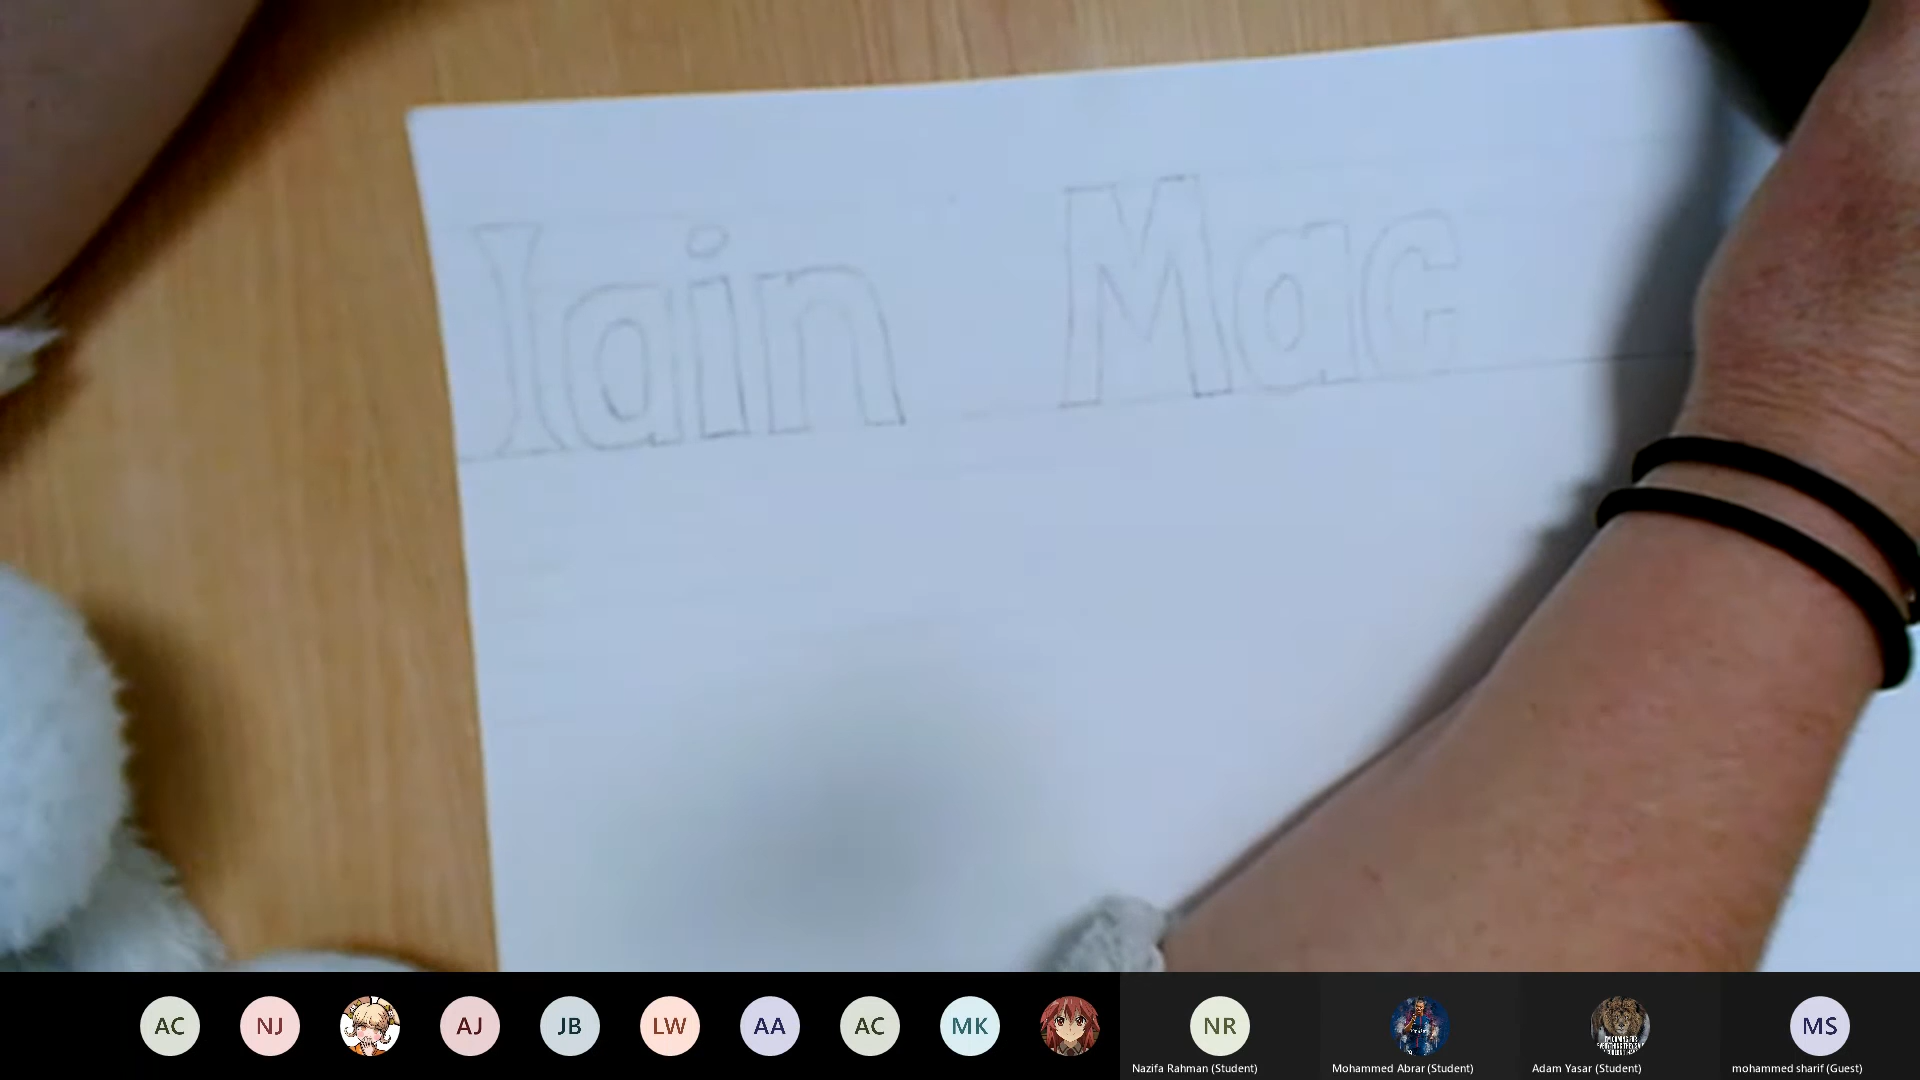 Iain Mac
AC NJ AJ JB LW AA AC MK NR MS
Nazifa Rahman (Student) Mohammed Abrar (Student) Adam Yasar (Student) mohammed sharif (Guest)